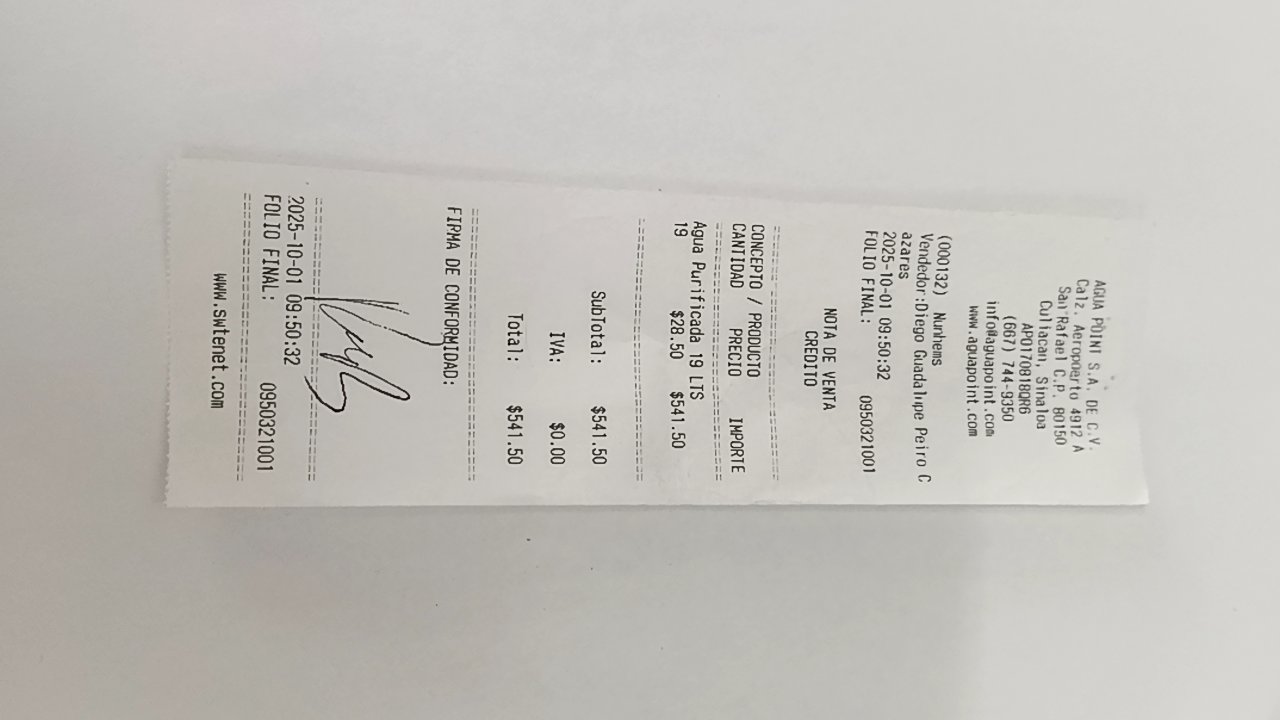 AGUA POINT S.A. DE C.V.
Calz. Aeropuerto 4912 A
San Rafael C.P. 80150
Culiacan, Sinaloa
APO170818QR6
(667) 744-9350
info@aguapoint.com
www.aguapoint.com
(000132) Nunhems
Vendedor:Diego Guadalupe Peiro C
azares
2025-10-01 09:50:32
FOLIO FINAL: 0950321001
NOTA DE VENTA
CREDITO
CONCEPTO / PRODUCTO
CANTIDAD PRECIO IMPORTE
Agua Purificada 19 LTS
19 $28.50 $541.50
SubTotal: $541.50
IVA: $0.00
Total: $541.50
FIRMA DE CONFORMIDAD:
2025-10-01 09:50:32
FOLIO FINAL: 0950321001
www.swtenet.com